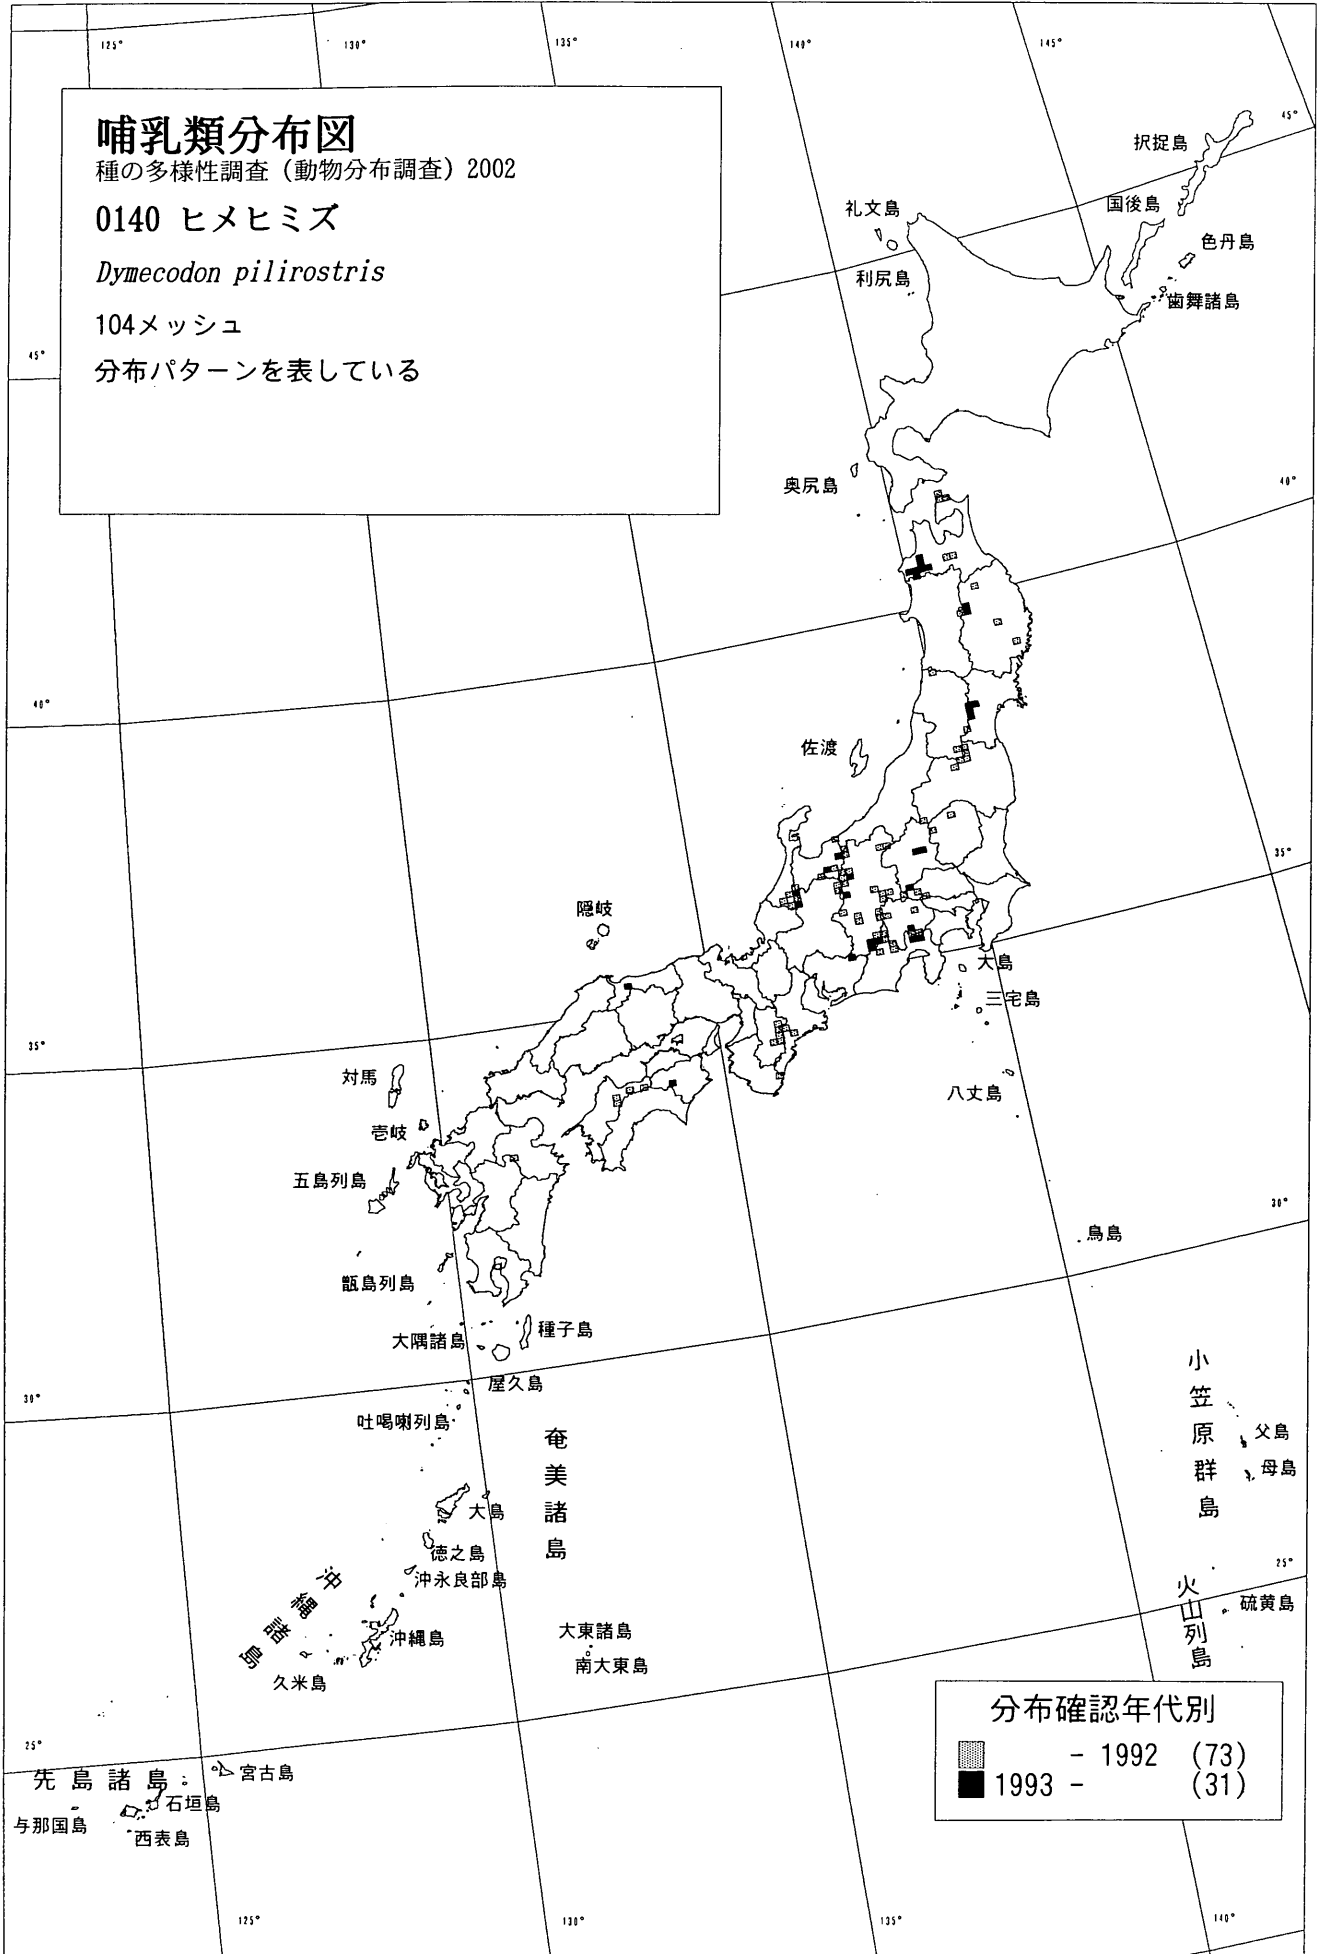 125°
130°
135°
140°
145°
45°
哺乳類分布図
種の多様性調査（動物分布調査）2002
0140 ヒメヒミズ
Dymecodon pilirostris
104メッシュ
分布パターンを表している
択捉島
国後島
色丹島
歯舞諸島
礼文島
利尻島
45°
奥尻島
40°
40°
佐渡
35°
隠岐
大島
三宅島
35°
対馬
八丈島
壱岐
五島列島
30°
鳥島
甑島列島
大隅諸島
種子島
屋久島
30°
吐喝喇列島
小笠原群島
父島
母島
奄美諸島
大島
徳之島
沖永良部島
25°
沖縄諸島
沖縄島
久米島
大東諸島
南大東島
火山列島
硫黄島
25°
先島諸島
宮古島
石垣島
与那国島
西表島
分布確認年代別
- 1992 (73)
1993 - (31)
125°
130°
135°
140°